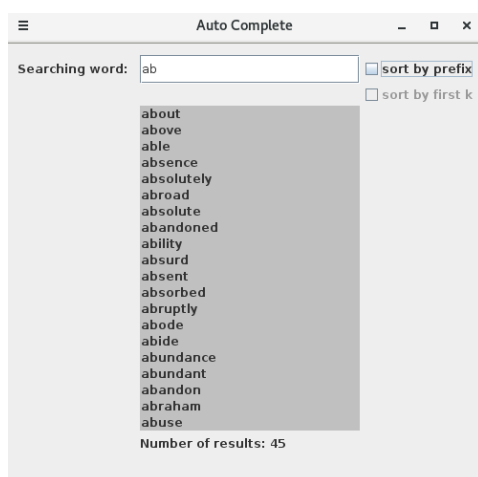 Auto Complete
Searching word: ab sort by prefix
sort by first k
about
above
able
absence
absolutely
abroad
absolute
abandoned
ability
absurd
absent
absorbed
abruptly
abode
abide
abundance
abundant
abandon
abraham
abuse
Number of results: 45